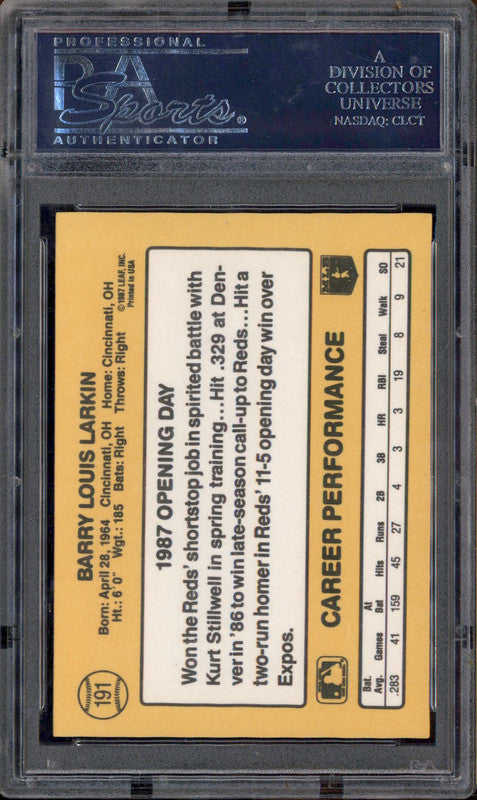 PROFESSIONAL
PSA
Sports®
AUTHENTICATOR
A
DIVISION OF
COLLECTORS
UNIVERSE
NASDAQ: CLCT
191
BARRY LOUIS LARKIN
Born: April 28, 1964 Cincinnati, OH Home: Cincinnati, OH
Ht.: 6'0" Wgt.: 185 Bats: Right Throws: Right
©1987 LEAF, INC.
Printed in USA
1987 OPENING DAY
Won the Reds' shortstop job in spirited battle with
Kurt Stillwell in spring training...Hit .329 at Den-
ver in '86 to win late-season call-up to Reds...Hit a
two-run homer in Reds' 11-5 opening day win over
Expos.
CAREER PERFORMANCE
MLB
Bat. Avg. Games At Bat Hits Runs 2B 3B HR RBI Steal Walk SO
.283 41 159 45 27 4 3 3 19 8 9 21